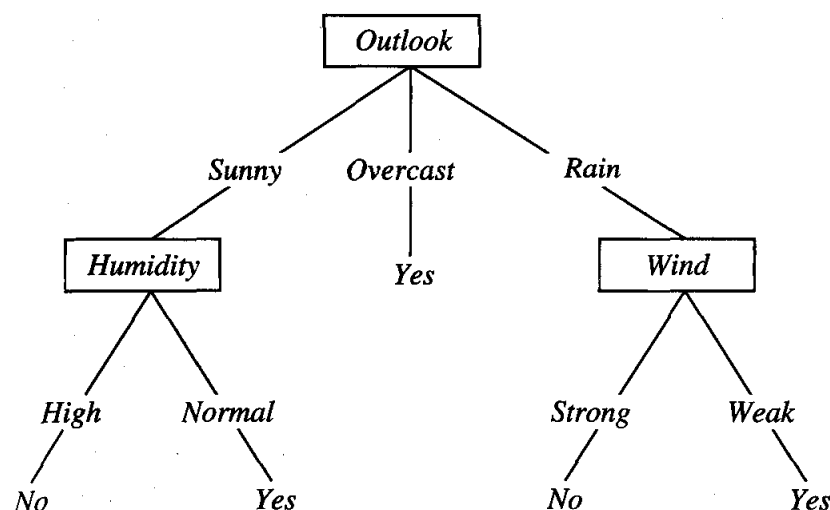 Outlook
Sunny Overcast Rain
Humidity Yes Wind
High Normal Strong Weak
No Yes No Yes